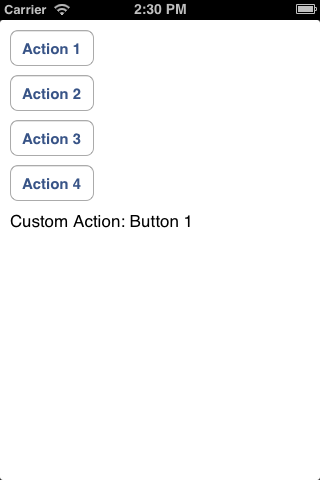 Carrier 2:30 PM
Action 1
Action 2
Action 3
Action 4
Custom Action: Button 1